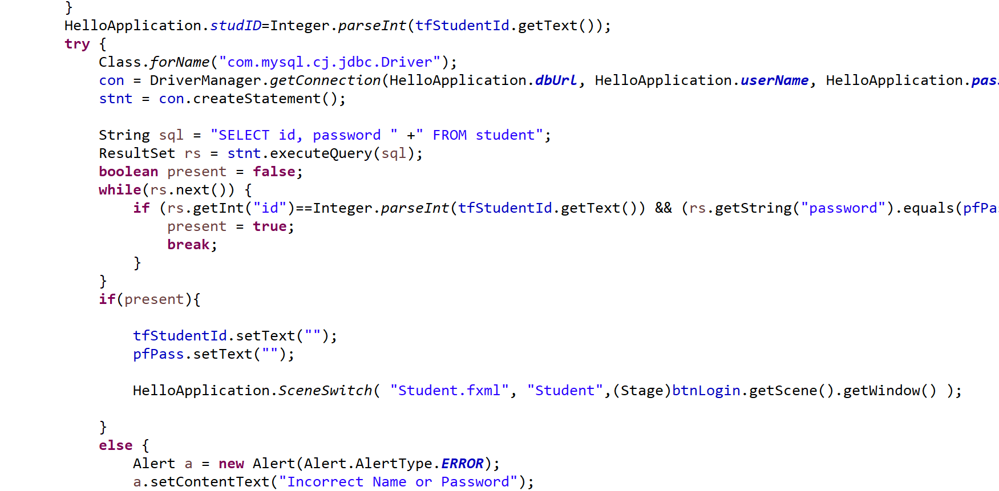 }
HelloApplication.studID=Integer.parseInt(tfStudentId.getText());
try {
Class.forName("com.mysql.cj.jdbc.Driver");
con = DriverManager.getConnection(HelloApplication.dbUrl, HelloApplication.userName, HelloApplication.pas
stnt = con.createStatement();
String sql = "SELECT id, password " +" FROM student";
ResultSet rs = stnt.executeQuery(sql);
boolean present = false;
while(rs.next()) {
if (rs.getInt("id")==Integer.parseInt(tfStudentId.getText()) && (rs.getString("password").equals(pfPa
present = true;
break;
}
}
if(present){
tfStudentId.setText("");
pfPass.setText("");
HelloApplication.SceneSwitch( "Student.fxml", "Student",(Stage)btnLogin.getScene().getWindow() );
}
else {
Alert a = new Alert(Alert.AlertType.ERROR);
a.setContentText("Incorrect Name or Password");